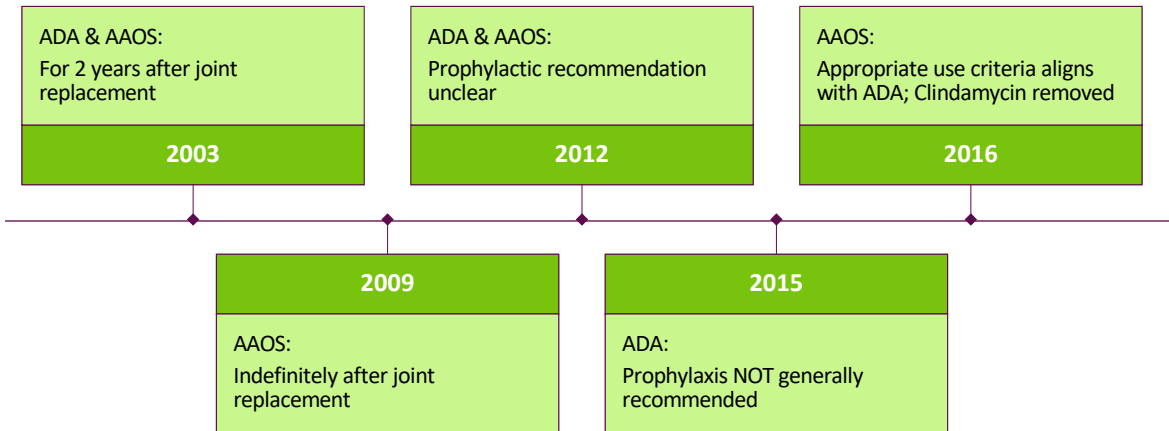 ADA & AAOS:
For 2 years after joint
replacement
2003
2009
AAOS:
Indefinitely after joint
replacement
ADA & AAOS:
Prophylactic recommendation
unclear
2012
2015
ADA:
Prophylaxis NOT generally
recommended
AAOS:
Appropriate use criteria aligns
with ADA; Clindamycin removed
2016